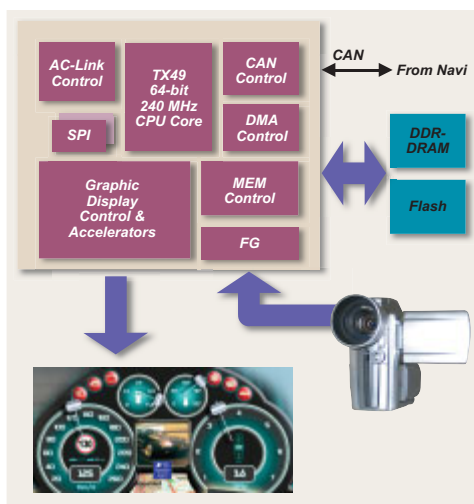 AC-Link
Control
TX49
64-bit
240 MHz
CPU Core
CAN
Control
CAN
From Navi
SPI
DMA
Control
DDR-
DRAM
Graphic
Display
Control &
Accelerators
MEM
Control
Flash
FG
125